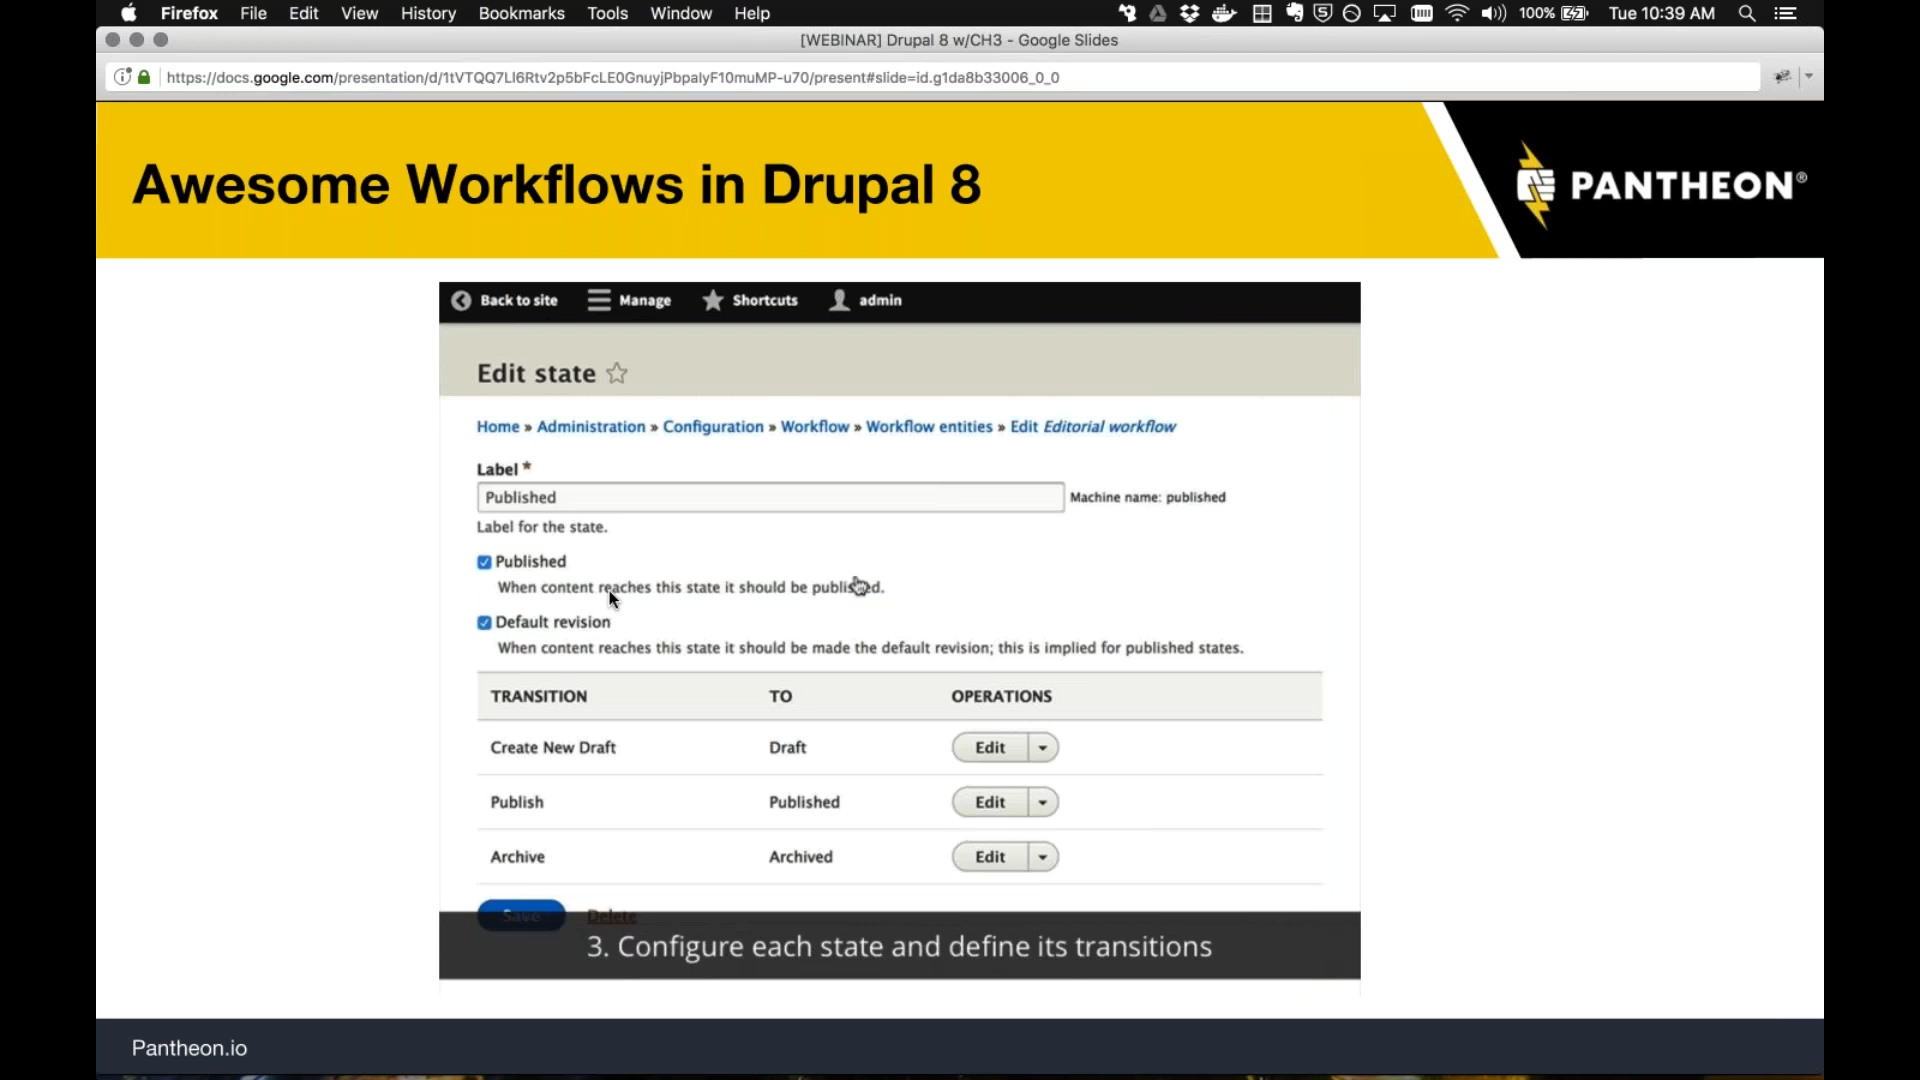 Firefox File Edit View History Bookmarks Tools Window Help 100% Tue 10:39 AM
[WEBINAR] Drupal 8 w/CH3 - Google Slides
https://docs.google.com/presentation/d/1tVTQQ7LI6Rtv2p5bFcLE0GnuyjPbpalyF10muMP-u70/present#slide=id.g1da8b33006_0_0
Awesome Workflows in Drupal 8
PANTHEON®
Back to site Manage Shortcuts admin
Edit state
Home » Administration » Configuration » Workflow » Workflow entities » Edit Editorial workflow
Label *
Published Machine name: published
Label for the state.
Published
When content reaches this state it should be published.
Default revision
When content reaches this state it should be made the default revision; this is implied for published states.
TRANSITION TO OPERATIONS
Create New Draft Draft Edit
Publish Published Edit
Archive Archived Edit
Save Delete
3. Configure each state and define its transitions
Pantheon.io